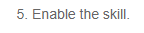 5. Enable the skill.